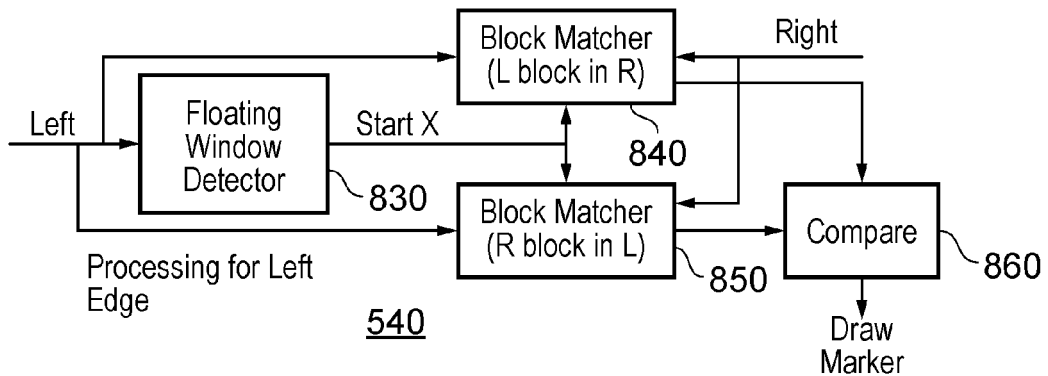 Block Matcher
(L block in R)
Right
Left
Floating
Window
Detector
Start X
840
830
Block Matcher
(R block in L)
Compare
850
860
Processing for Left
Edge
540
Draw
Marker